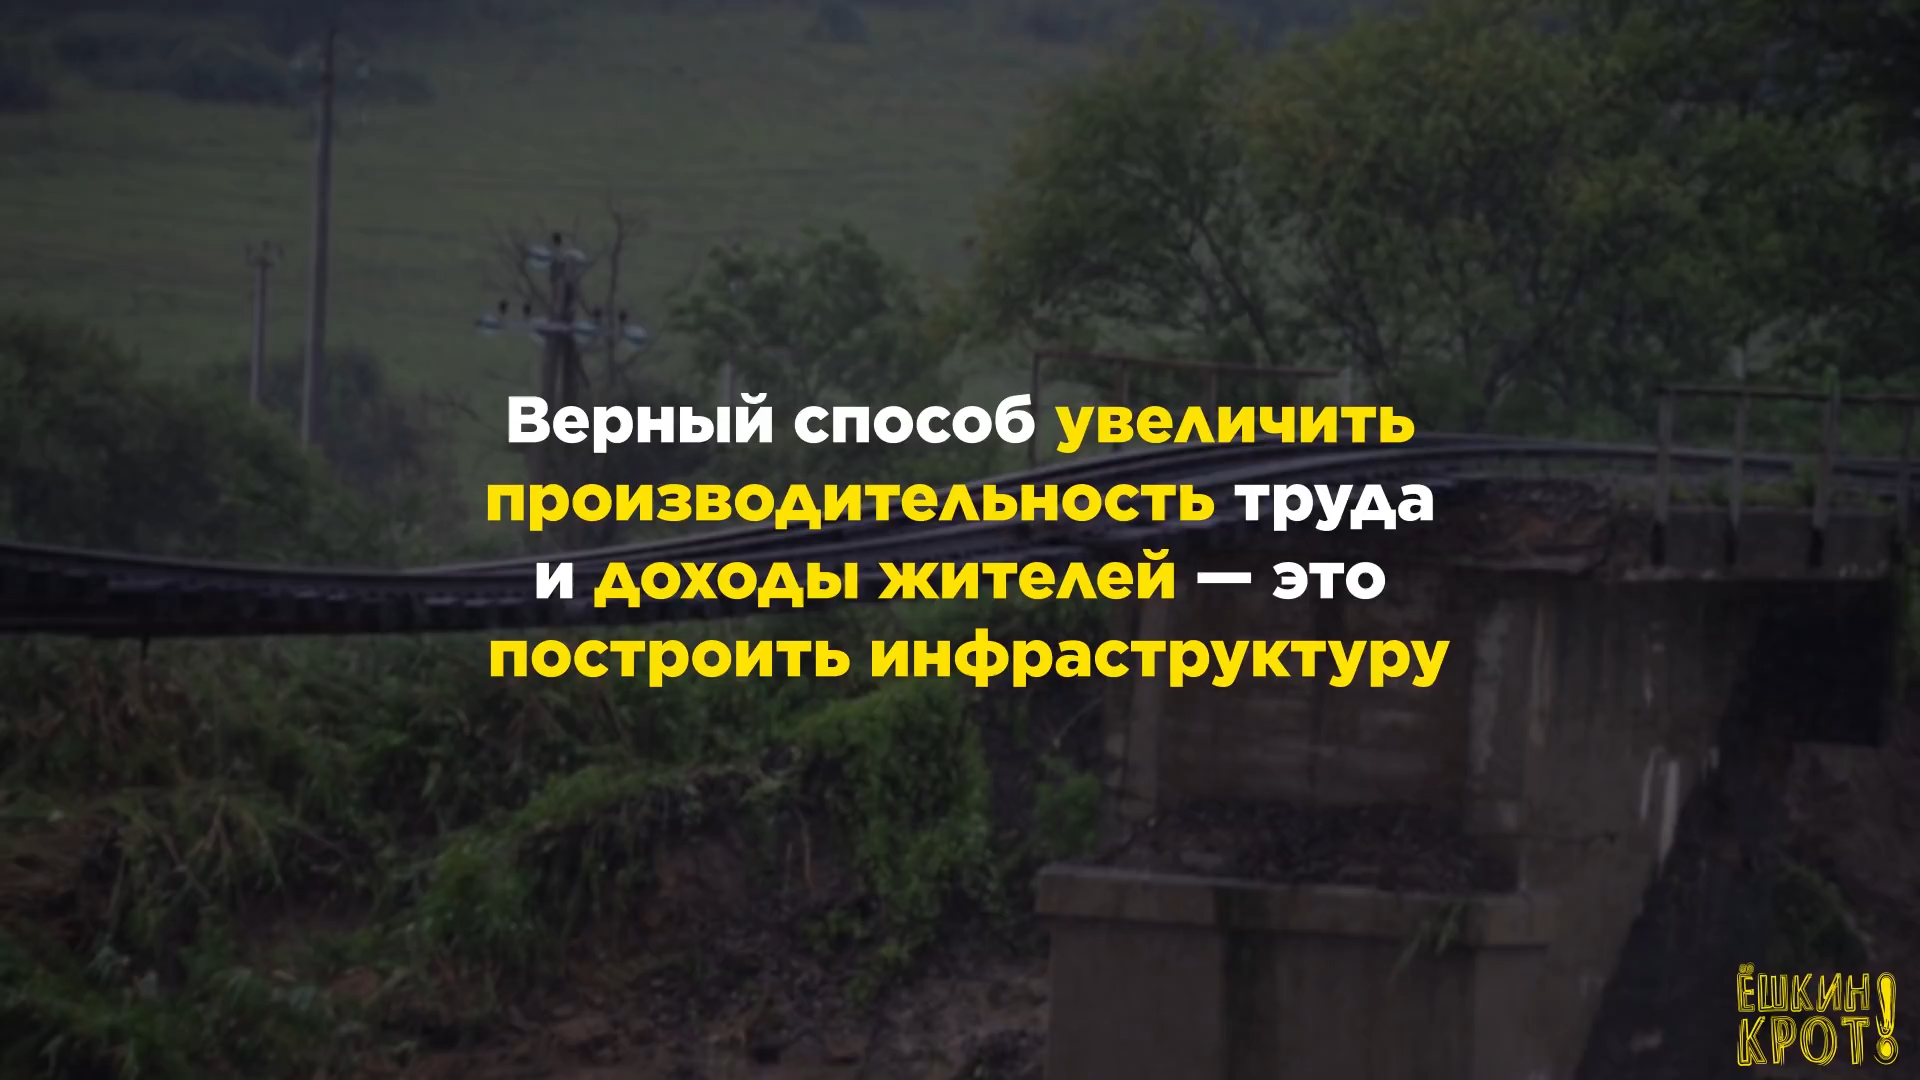 Верный способ увеличить
производительность труда
и доходы жителей — это
построить инфраструктуру
ЁШКИН
КРОТ!